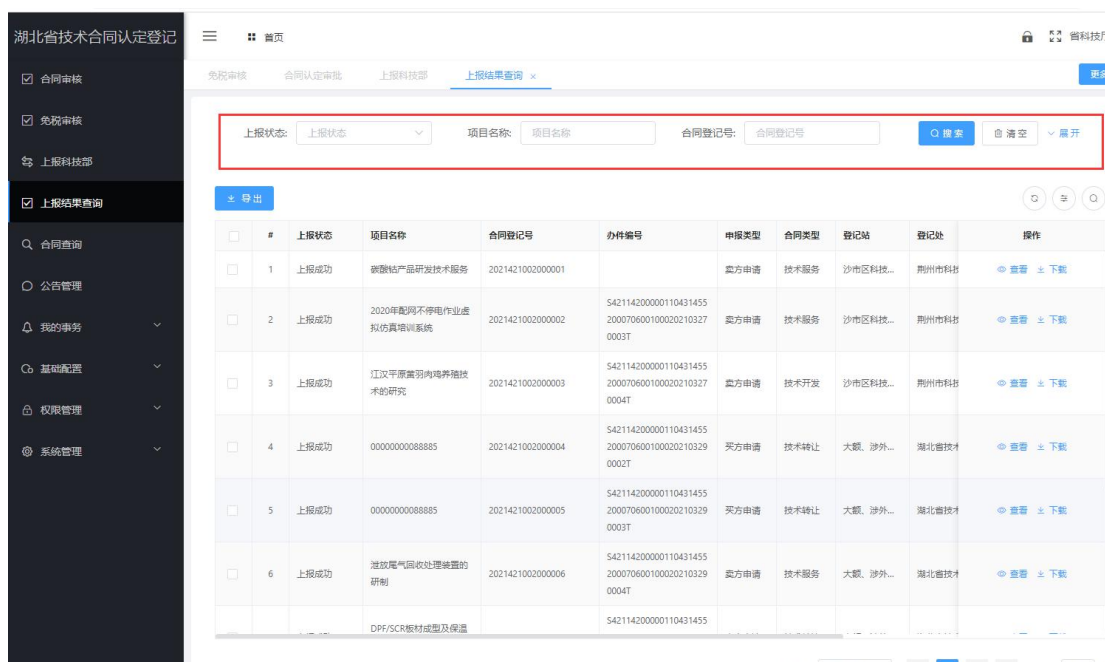 湖北省技术合同认定登记
首页
省科技厅
合同审核
免税审核
上报科技部
上报结果查询
合同查询
公告管理
我的事务
基础配置
权限管理
系统管理
免税审核 合同认定审批 上报科技部 上报结果查询 × 更多
上报状态: 上报状态 项目名称: 项目名称 合同登记号: 合同登记号 搜索 清空 展开
导出
# 上报状态 项目名称 合同登记号 办件编号 申报类型 合同类型 登记站 登记处 操作
1 上报成功 碳酸锆产品研发技术服务 2021421002000001 卖方申请 技术服务 沙市区科技... 荆州市科技 查看 下载
S42114200000110431455
2020年配网不停电作业虚
2 上报成功 2021421002000002 200070600100020210327 卖方申请 技术服务 沙市区科技... 荆州市科技 查看 下载
拟仿真培训系统
0003T
S42114200000110431455
江汉平原黄羽肉鸡养殖技
3 上报成功 2021421002000003 200070600100020210327 卖方申请 技术开发 沙市区科技... 荆州市科技 查看 下载
术的研究
0004T
S42114200000110431455
4 上报成功 00000000088885 2021421002000004 200070600100020210329 买方申请 技术转让 大额、涉外... 湖北省技术 查看 下载
0002T
S42114200000110431455
5 上报成功 00000000088885 2021421002000005 200070600100020210329 买方申请 技术转让 大额、涉外... 湖北省技术 查看 下载
0003T
S42114200000110431455
泄放尾气回收处理装置的
6 上报成功 2021421002000006 200070600100020210329 卖方申请 技术服务 大额、涉外... 湖北省技术 查看 下载
研制
0004T
S42114200000110431455
DPF/SCR板材成型及保温